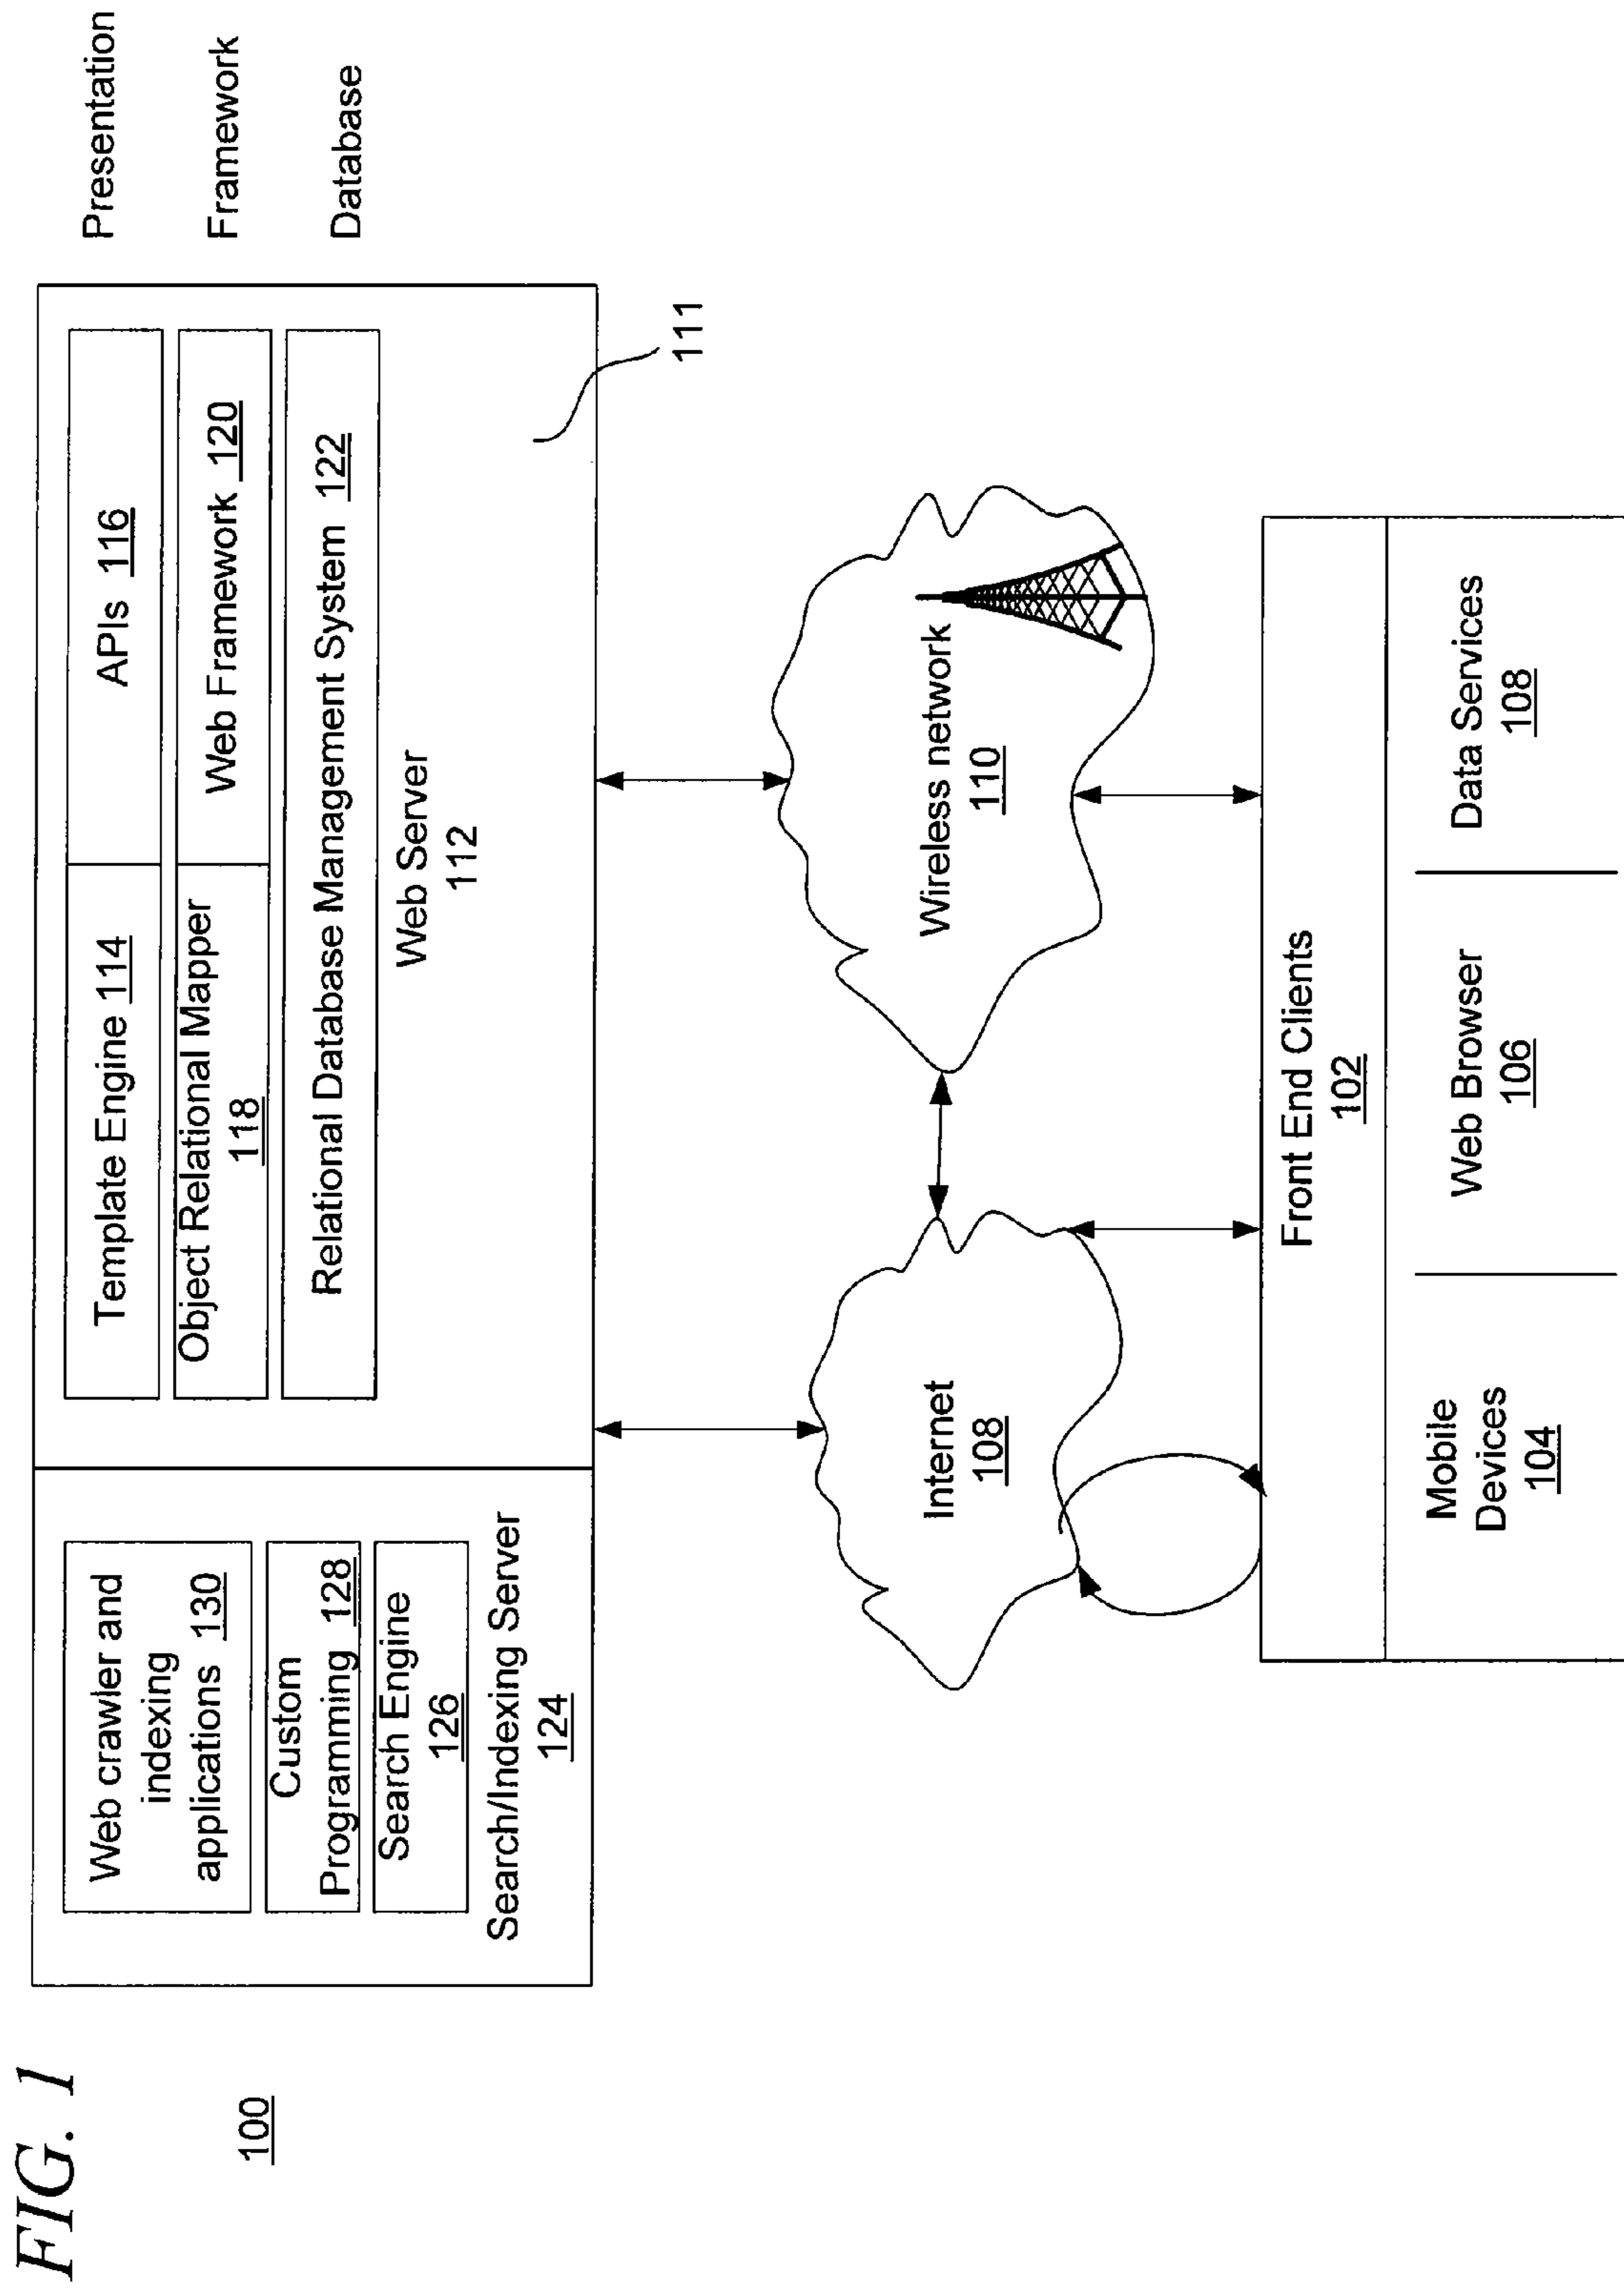 FIG. 1
100
Presentation
Framework
Database
Web crawler and
indexing
applications 130
Custom
Programming 128
Search Engine
126
Search/Indexing Server
124
Template Engine 114
APIs 116
Object Relational Mapper
118
Web Framework 120
Relational Database Management System 122
Web Server
112
111
Internet
108
Wireless network
110
Front End Clients
102
Mobile
Devices
104
Web Browser
106
Data Services
108